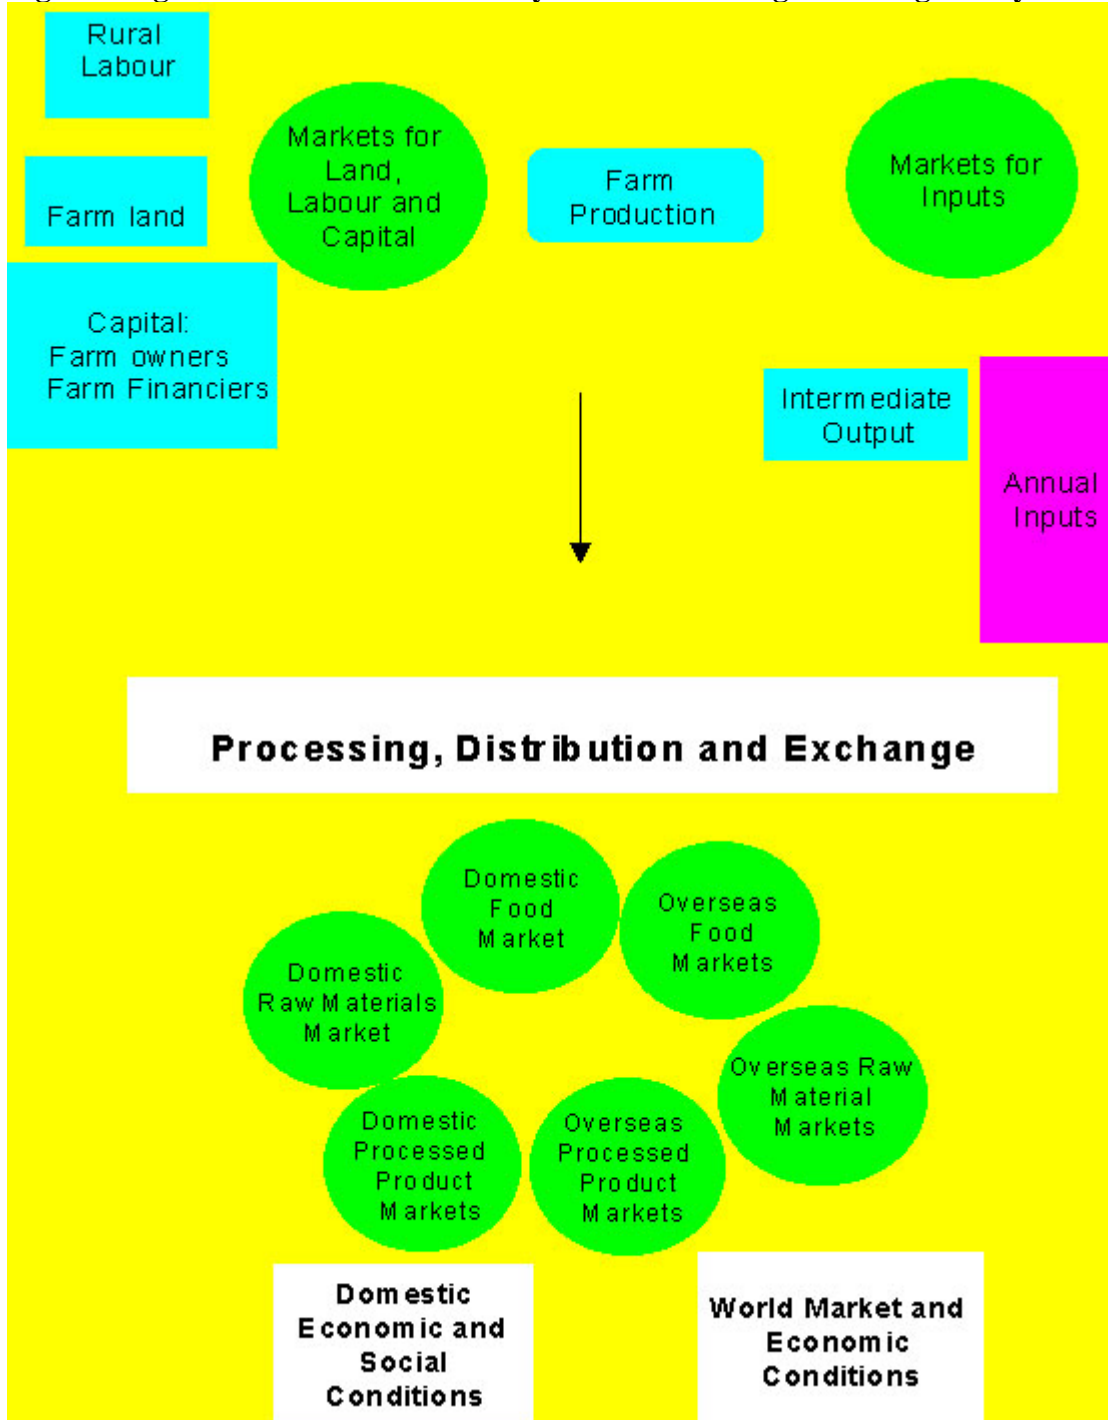 Rural
Labour
Markets for
Land,
Labour and
Capital
Farm
Production
Markets for
Inputs
Farm land
Capital:
Farm owners
Farm Financiers
Intermediate
Output
Annual
Inputs
Processing, Distribution and Exchange
Domestic
Food
Market
Overseas
Food
Markets
Domestic
Raw Materials
Market
Overseas Raw
Material
Markets
Domestic
Processed
Product
Markets
Overseas
Processed
Product
Markets
Domestic
Economic and
Social
Conditions
World Market and
Economic
Conditions